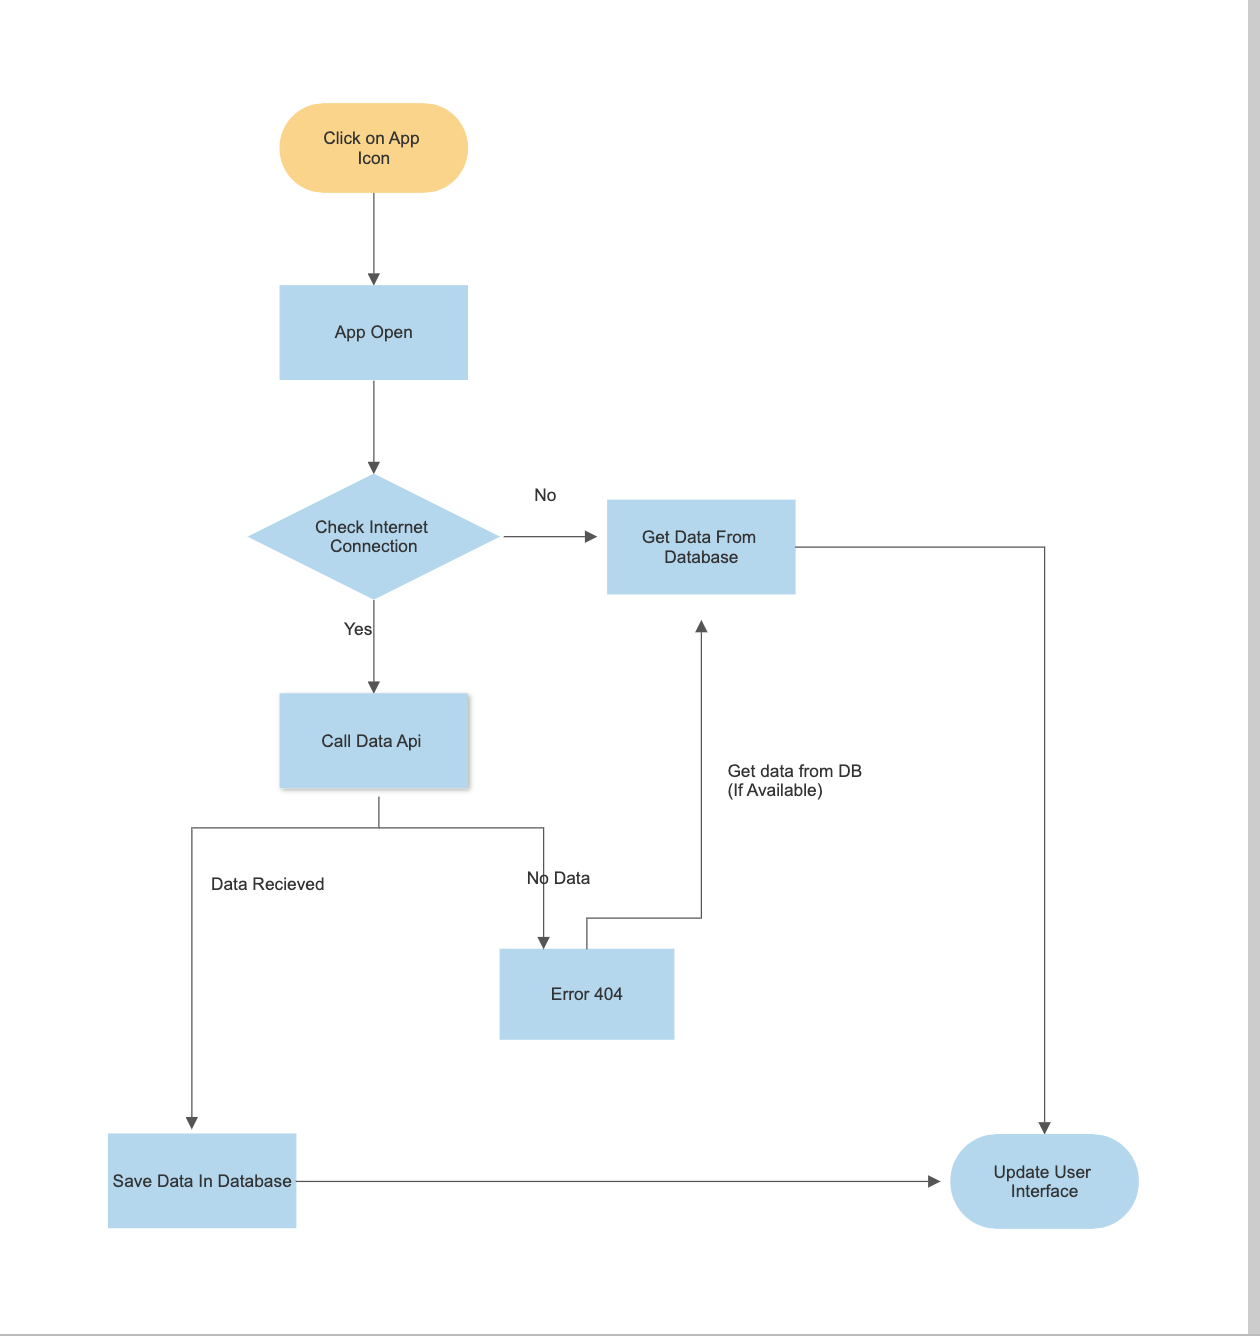 Click on App
Icon
App Open
Check Internet
Connection
No
Get Data From
Database
Yes
Call Data Api
Get data from DB
(If Available)
Data Recieved
No Data
Error 404
Save Data In Database
Update User
Interface